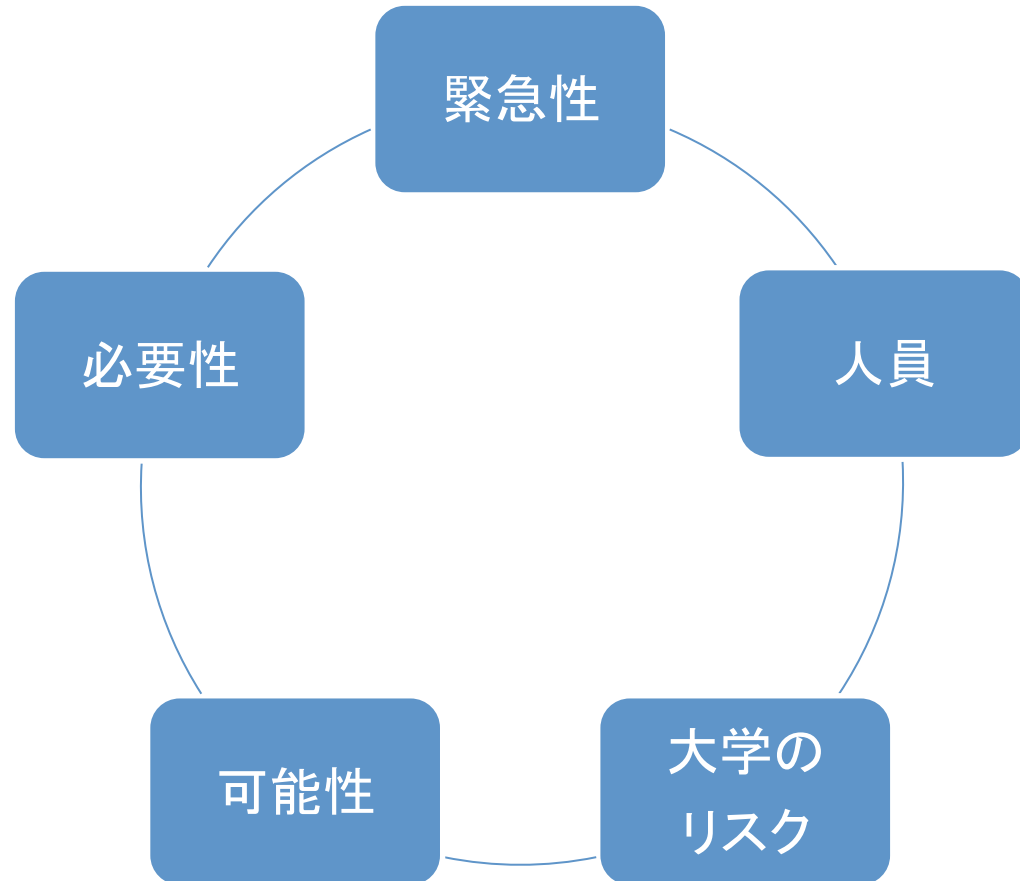 緊急性
人員
大学の
リスク
可能性
必要性